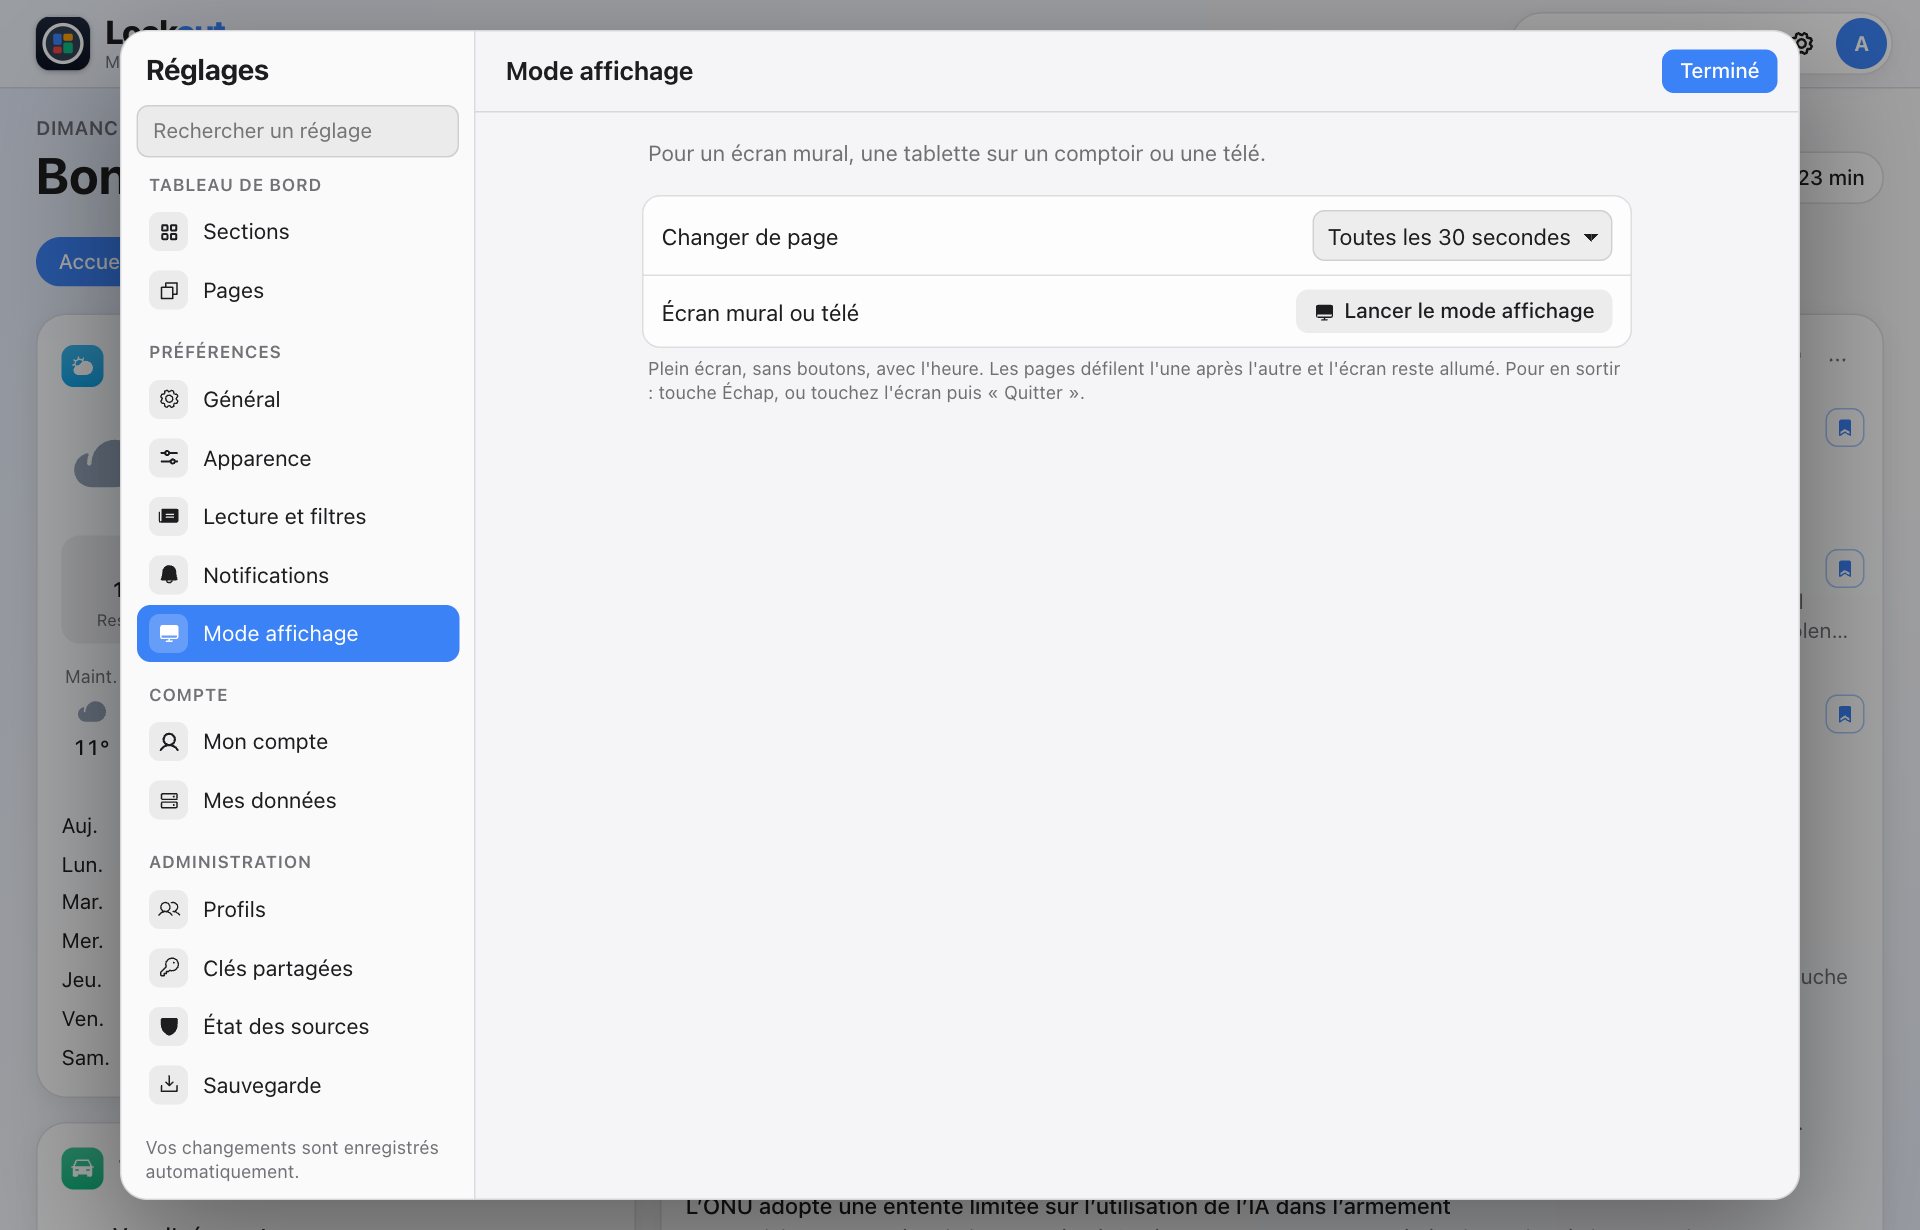 Réglages
Mode affichage
Terminé
A
Rechercher un réglage
DIMANC
Bon
23 min
Accue
Pour un écran mural, une tablette sur un comptoir ou une télé.
TABLEAU DE BORD
Sections
Pages
Changer de page
Toutes les 30 secondes
Écran mural ou télé
Lancer le mode affichage
Plein écran, sans boutons, avec l'heure. Les pages défilent l'une après l'autre et l'écran reste allumé. Pour en sortir
: touche Échap, ou touchez l'écran puis « Quitter ».
PRÉFÉRENCES
Général
Apparence
Lecture et filtres
Notifications
Mode affichage
COMPTE
Mon compte
Mes données
ADMINISTRATION
Profils
Clés partagées
État des sources
Sauvegarde
Vos changements sont enregistrés
automatiquement.
Maint.
11°
Auj.
Lun.
Mar.
Mer.
Jeu.
Ven.
Sam.
uche
L'ONU adopte une entente limitée sur l'utilisation de l'IA dans l'armement